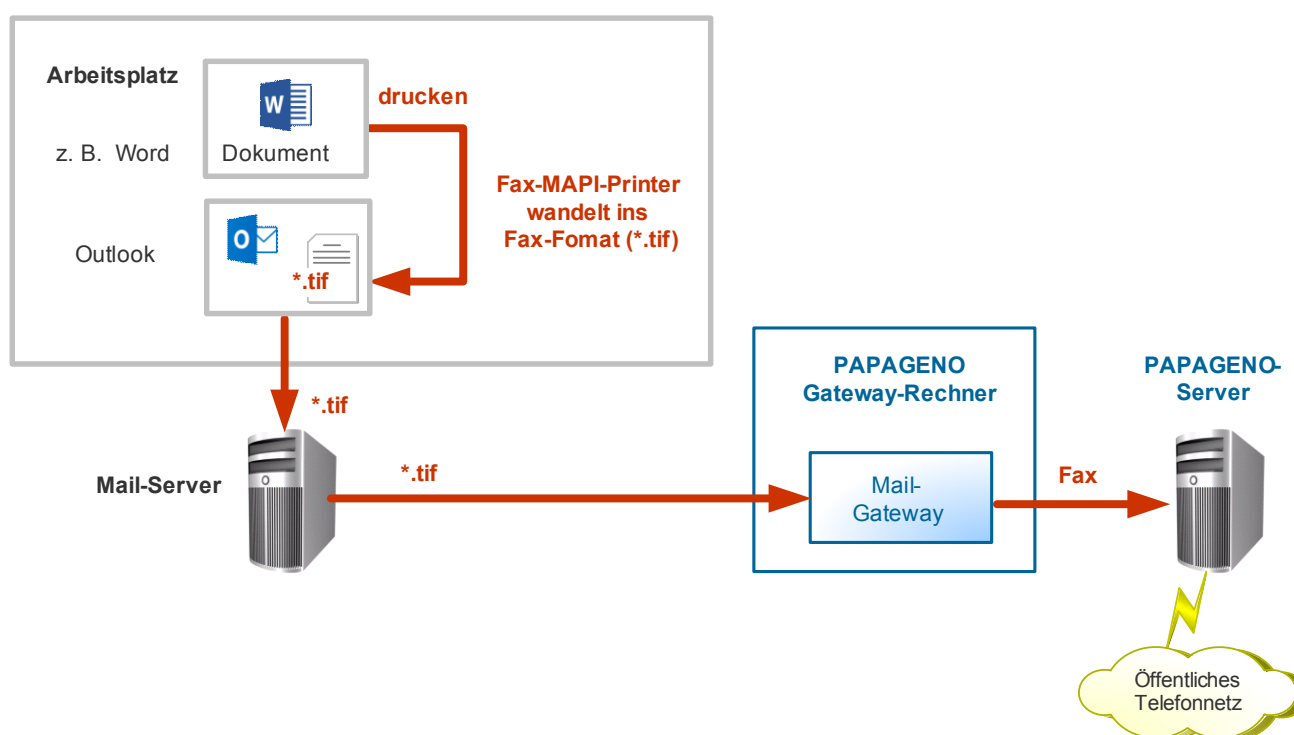 Arbeitsplatz
drucken
z. B. Word
W
Dokument
Fax-MAPI-Printer
wandelt ins
Fax-Fomat (*.tif)
Outlook
O
*.tif
*.tif
PAPAGENO
Gateway-Rechner
PAPAGENO-
Server
Mail-Server
*.tif
Mail-
Gateway
Fax
Öffentliches
Telefonnetz